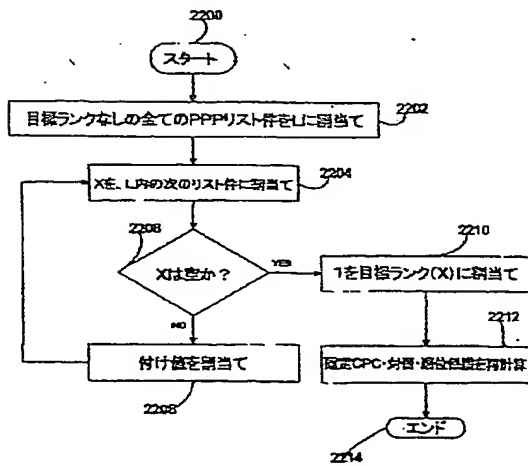 2200
スタート
目標ランクなしの全てのPPPリスト件をLに割当て
2202
Xを、L内の次のリスト件に割当て
2204
2208
Xは空か？
YES
NO
2210
1を目標ランク(X)に割当て
付け値を割当て
2208
2212
2214
エンド